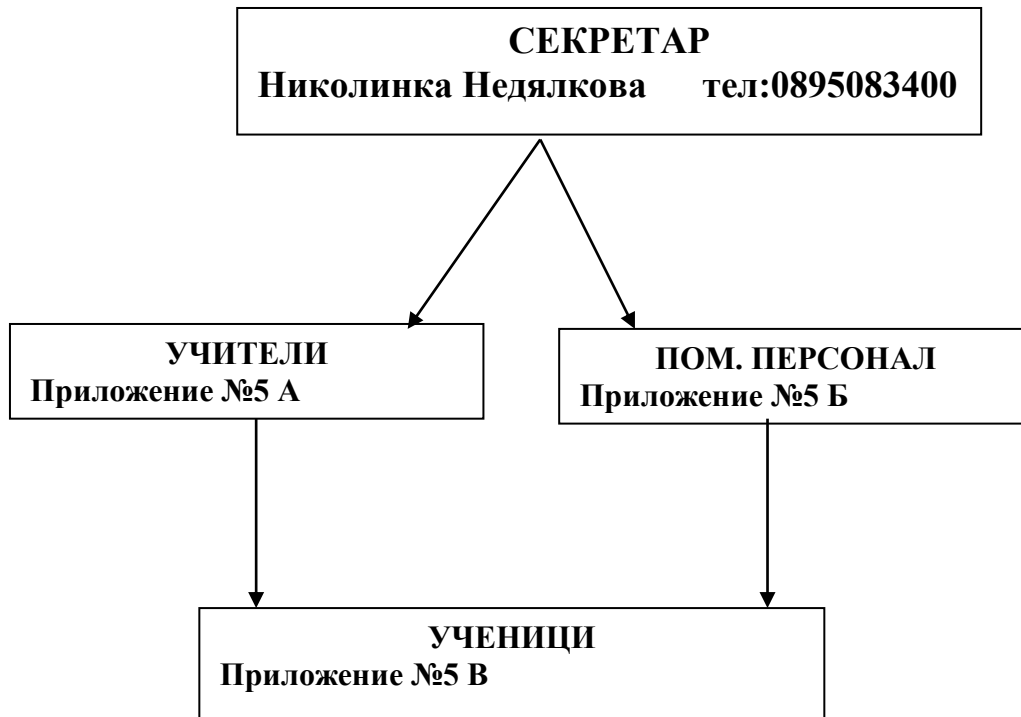 СЕКРЕТАР
Николинка Недялкова тел:0895083400
УЧИТЕЛИ
Приложение №5 А
ПОМ. ПЕРСОНАЛ
Приложение №5 Б
УЧЕНИЦИ
Приложение №5 В